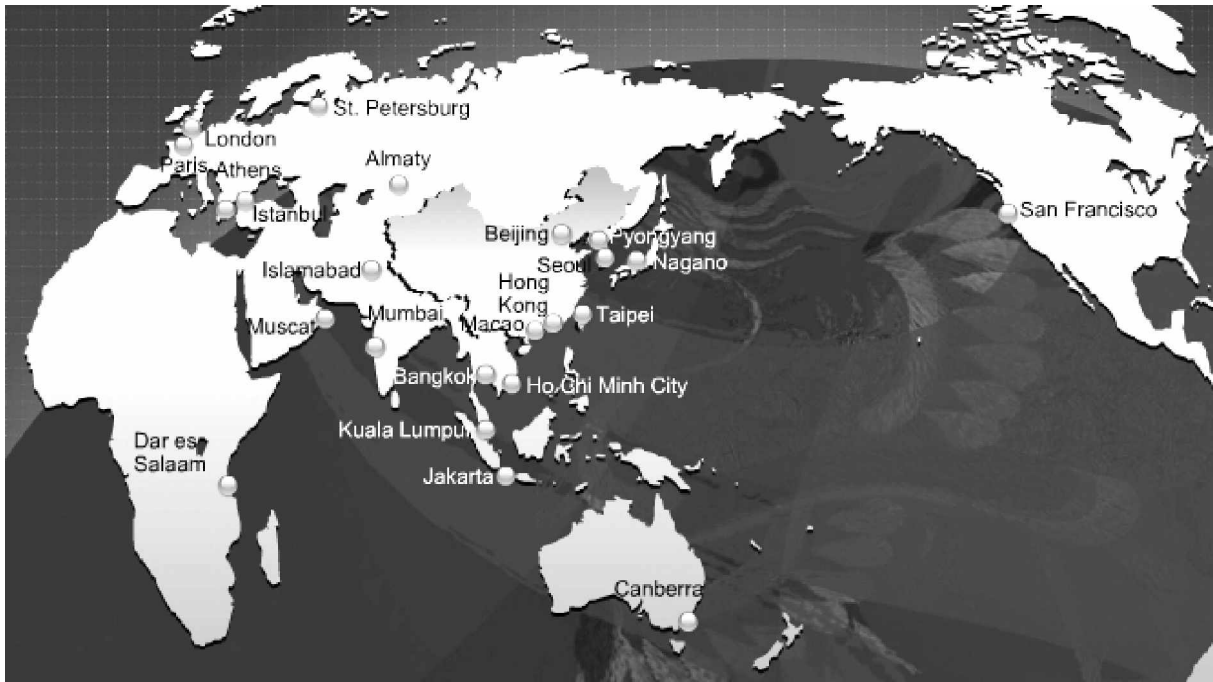 St. Petersburg
London
Paris
Athens
Almaty
Istanbul
San Francisco
Beijing
Pyongyang
Seoul
Nagano
Islamabad
Hong
Kong
Mumbai
Muscat
Macao
Taipei
Bangkok
Ho Chi Minh City
Kuala Lumpur
Dar es
Salaam
Jakarta
Canberra